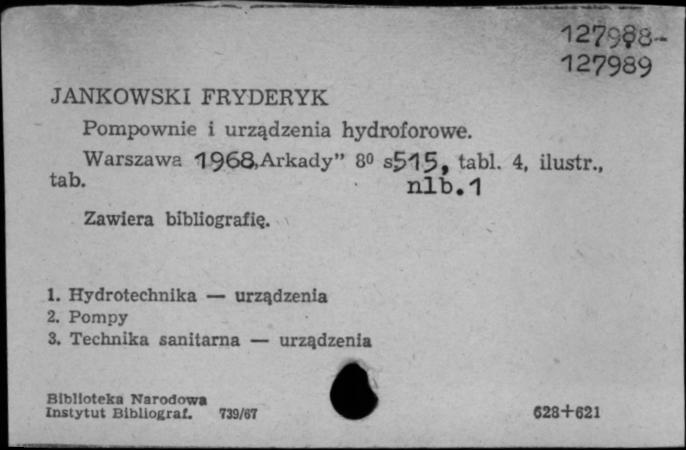 127988-
127989
JANKOWSKI FRYDERYK
Pompownie i urządzenia hydroforowe.
Warszawa 1968,Arkady” 8⁰ s515, tabl. 4, ilustr.,
tab. nlb.1
Zawiera bibliografię.
1. Hydrotechnika — urządzenia
2. Pompy
3. Technika sanitarna — urządzenia
Biblioteka Narodowa
Instytut Bibliograf. 739/67
628+621